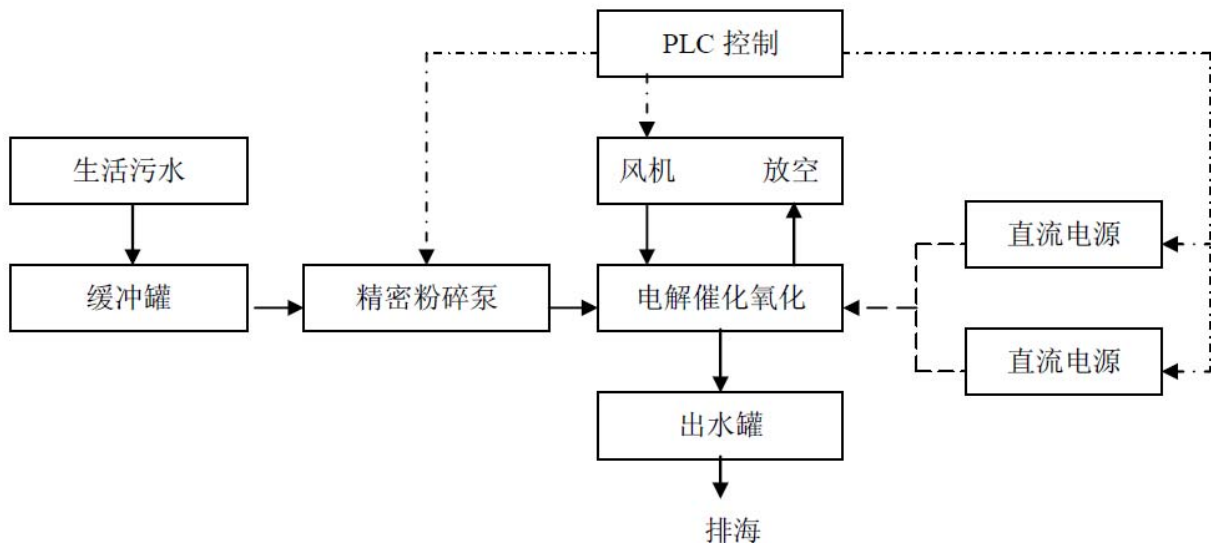 PLC 控制
生活污水
风机 放空
直流电源
缓冲罐
精密粉碎泵
电解催化氧化
直流电源
出水罐
排海